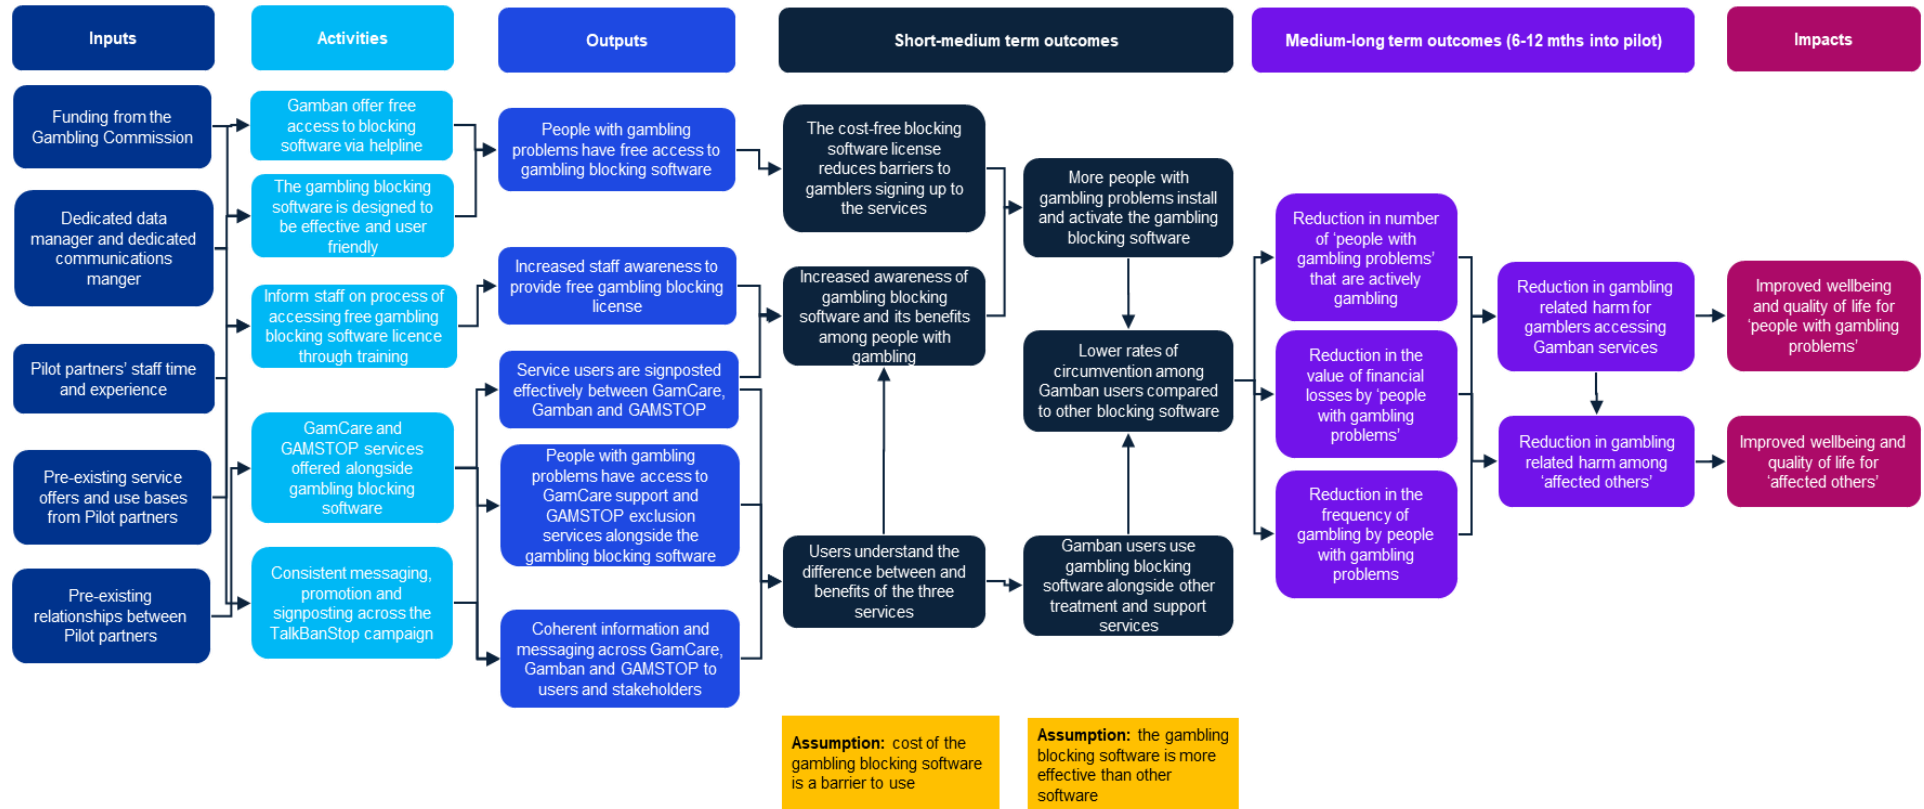 Inputs
Activities
Outputs
Short-medium term outcomes
Medium-long term outcomes (6-12 mths into pilot)
Impacts
Funding from the
Gambling Commission
Dedicated data
manager and dedicated
communications
manger
Pilot partners' staff time
and experience
Pre-existing service
offers and use bases
from Pilot partners
Pre-existing
relationships between
Pilot partners
Gamban offer free
access to blocking
software via helpline
The gambling blocking
software is designed to
be effective and user
friendly
Inform staff on process of
accessing free gambling
blocking software licence
through training
GamCare and
GAMSTOP services
offered alongside
gambling blocking
software
Consistent messaging,
promotion and
signposting across the
TalkBanStop campaign
People with gambling
problems have free access to
gambling blocking software
Increased staff awareness to
provide free gambling blocking
license
Service users are signposted
effectively between GamCare,
Gamban and GAMSTOP
People with gambling
problems have access to
GamCare support and
GAMSTOP exclusion
services alongside the
gambling blocking software
Coherent information and
messaging across GamCare,
Gamban and GAMSTOP to
users and stakeholders
The cost-free blocking
software license
reduces barriers to
gamblers signing up to
the services
Increased awareness of
gambling blocking
software and its benefits
among people with
gambling
Users understand the
difference between and
benefits of the three
services
More people with
gambling problems install
and activate the gambling
blocking software
Lower rates of
circumvention among
Gamban users compared
to other blocking software
Gamban users use
gambling blocking
software alongside other
treatment and support
services
Reduction in number
of 'people with
gambling problems'
that are actively
gambling
Reduction in the
value of financial
losses by 'people
with gambling
problems'
Reduction in the
frequency of
gambling by people
with gambling
problems
Reduction in gambling
related harm for
gamblers accessing
Gamban services
Reduction in gambling
related harm among
'affected others'
Improved wellbeing
and quality of life for
'people with gambling
problems'
Improved wellbeing and
quality of life for
'affected others'
Assumption: cost of the
gambling blocking software
is a barrier to use
Assumption: the gambling
blocking software is more
effective than other
software